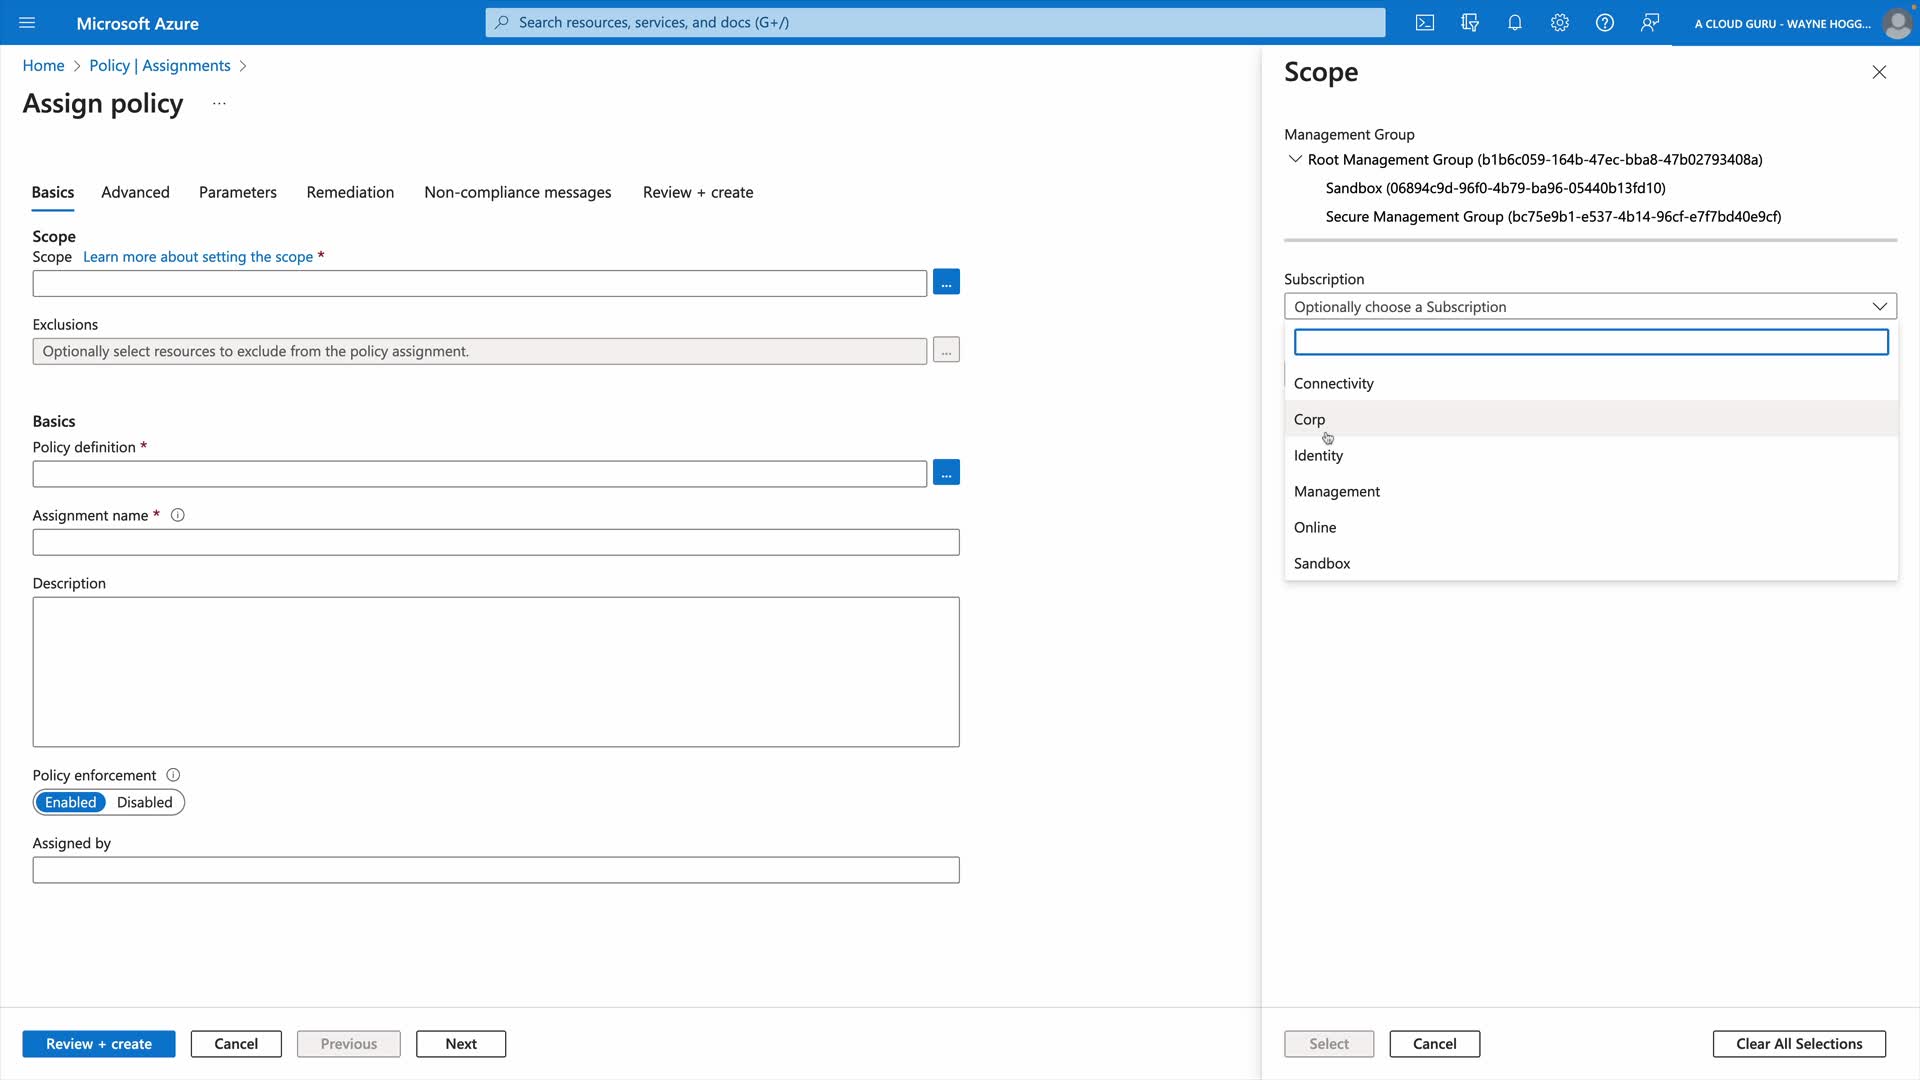 Microsoft Azure
Search resources, services, and docs (G+/)
A CLOUD GURU - WAYNE HOGG...
Home > Policy | Assignments >
Assign policy ...
Basics Advanced Parameters Remediation Non-compliance messages Review + create
Scope
Scope Learn more about setting the scope *
...
Exclusions
Optionally select resources to exclude from the policy assignment.
...
Basics
Policy definition *
...
Assignment name *
Description
Policy enforcement
Enabled Disabled
Assigned by
Review + create Cancel Previous Next
Scope
Management Group
Root Management Group (b1b6c059-164b-47ec-bba8-47b02793408a)
Sandbox (06894c9d-96f0-4b79-ba96-05440b13fd10)
Secure Management Group (bc75e9b1-e537-4b14-96cf-e7f7bd40e9cf)
Subscription
Optionally choose a Subscription
Connectivity
Corp
Identity
Management
Online
Sandbox
Select Cancel Clear All Selections